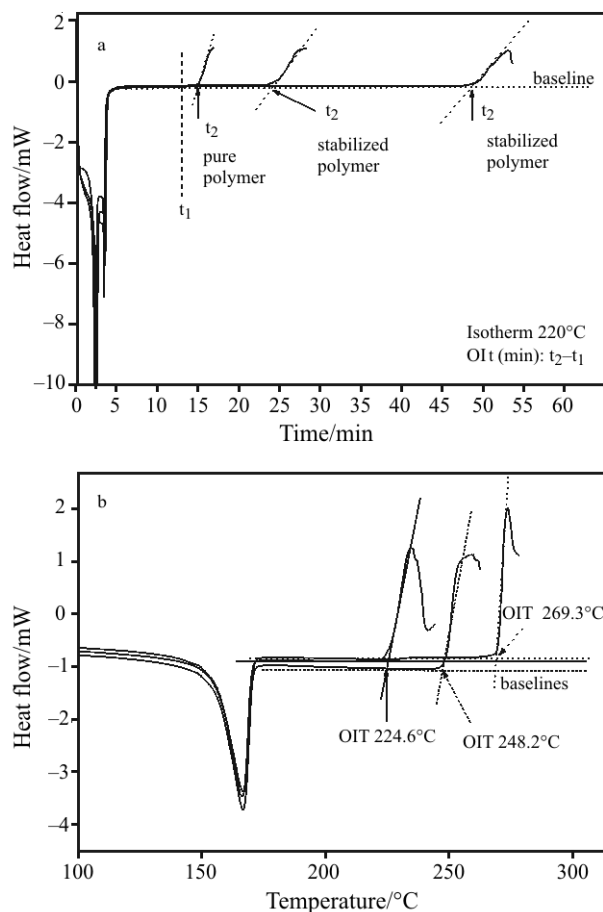 a
2
0
−2
−4
−6
−8
−10
Heat flow/mW
baseline
t2
pure
polymer
t1
t2
stabilized
polymer
t2
stabilized
polymer
Isotherm 220°C
OI t (min): t2–t1
0 5 10 15 20 25 30 35 40 45 50 55 60
Time/min
b
2
1
0
−1
−2
−3
−4
Heat flow/mW
OIT 269.3°C
baselines
OIT 224.6°C
OIT 248.2°C
100 150 200 250 300
Temperature/°C